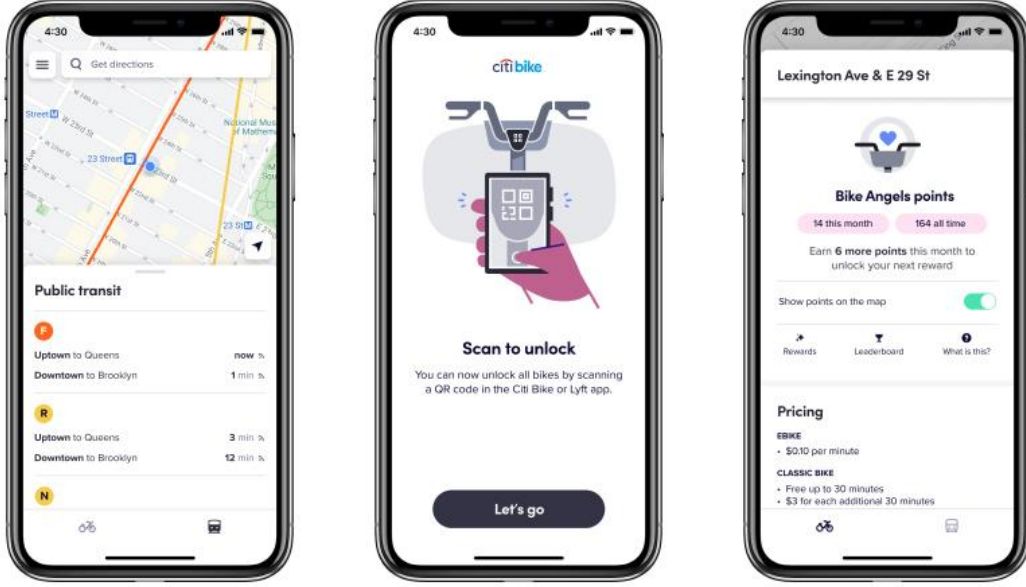 4:30
Get directions
Street
W 23rd St
National Mus
of Mathem
23 Street
23 St
Public transit
F
Uptown to Queens now
Downtown to Brooklyn 1 min
R
Uptown to Queens 3 min
Downtown to Brooklyn 12 min
N
4:30
citi bike
Scan to unlock
You can now unlock all bikes by scanning
a QR code in the Citi Bike or Lyft app.
Let's go
4:30
Lexington Ave & E 29 St
Bike Angels points
14 this month 164 all time
Earn 6 more points this month to
unlock your next reward
Show points on the map
Rewards Leaderboard What is this?
Pricing
EBIKE
• $0.10 per minute
CLASSIC BIKE
• Free up to 30 minutes
• $3 for each additional 30 minutes